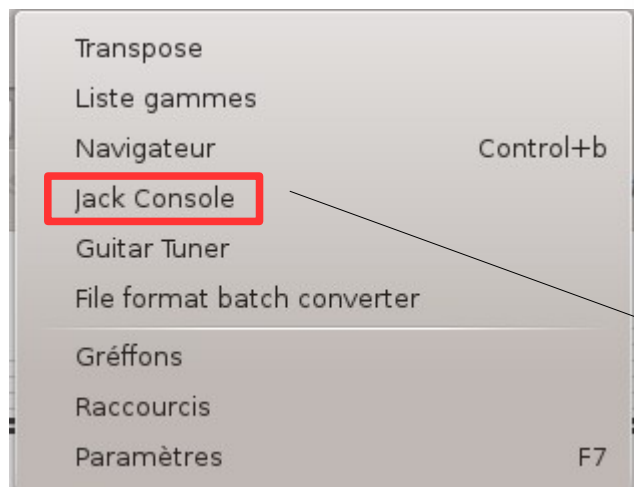 Transpose
Liste gammes
Navigateur Control+b
Jack Console
Guitar Tuner
File format batch converter
Gréffons
Raccourcis
Paramètres F7